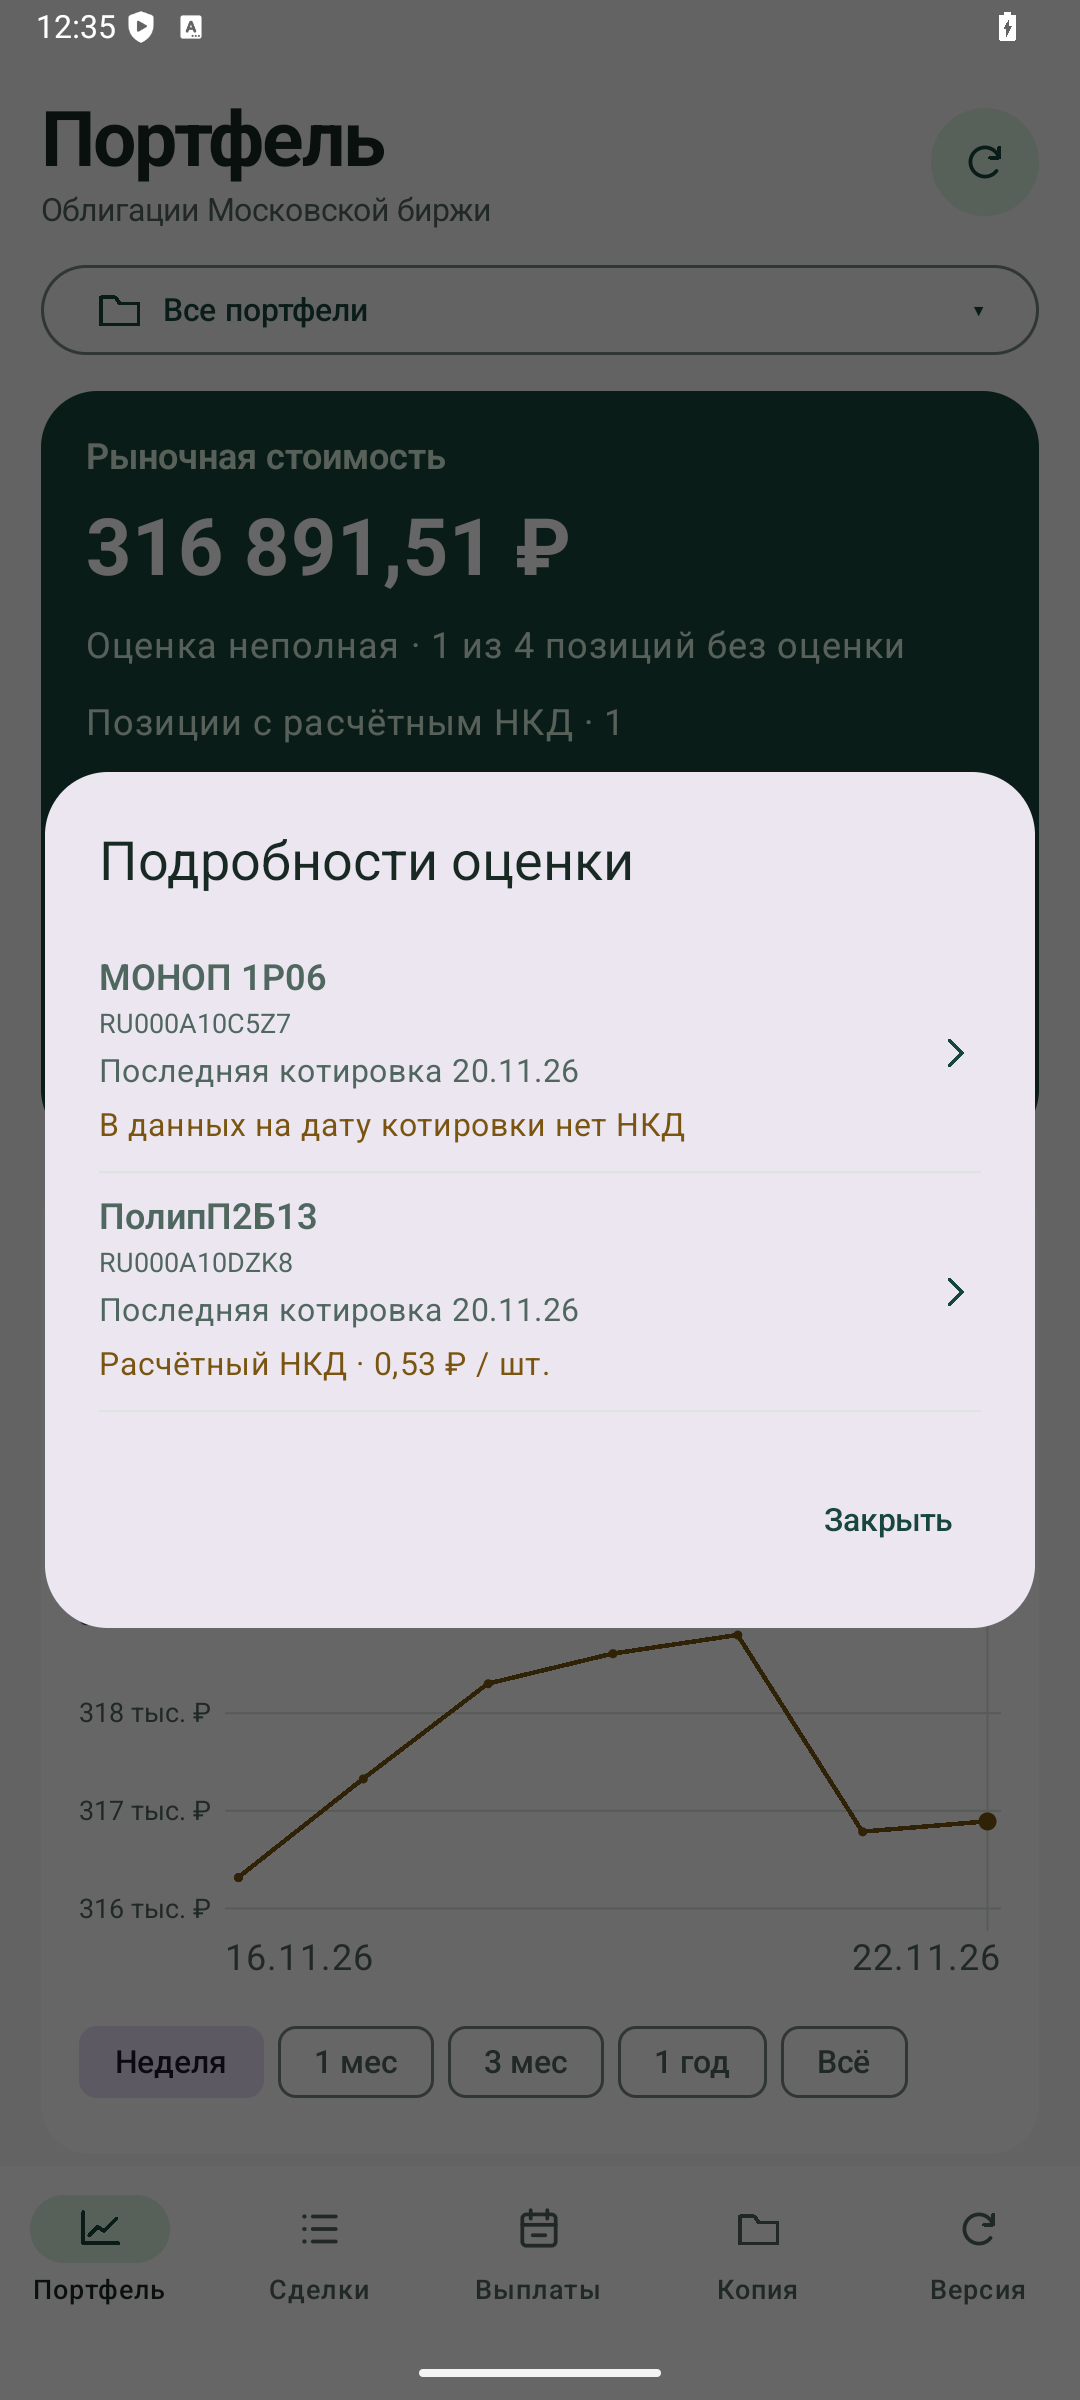 12:35
Портфель
Облигации Московской биржи
Все портфели
Рыночная стоимость
316 891,51 ₽
Оценка неполная · 1 из 4 позиций без оценки
Позиции с расчётным НКД · 1
Подробности оценки
МОНОП 1P06
RU000A10C5Z7
Последняя котировка 20.11.26
В данных на дату котировки нет НКД
ПолипП2Б13
RU000A10DZK8
Последняя котировка 20.11.26
Расчётный НКД · 0,53 ₽ / шт.
Закрыть
318 тыс. ₽
317 тыс. ₽
316 тыс. ₽
16.11.26 22.11.26
Неделя 1 мес 3 мес 1 год Всё
Портфель Сделки Выплаты Копия Версия